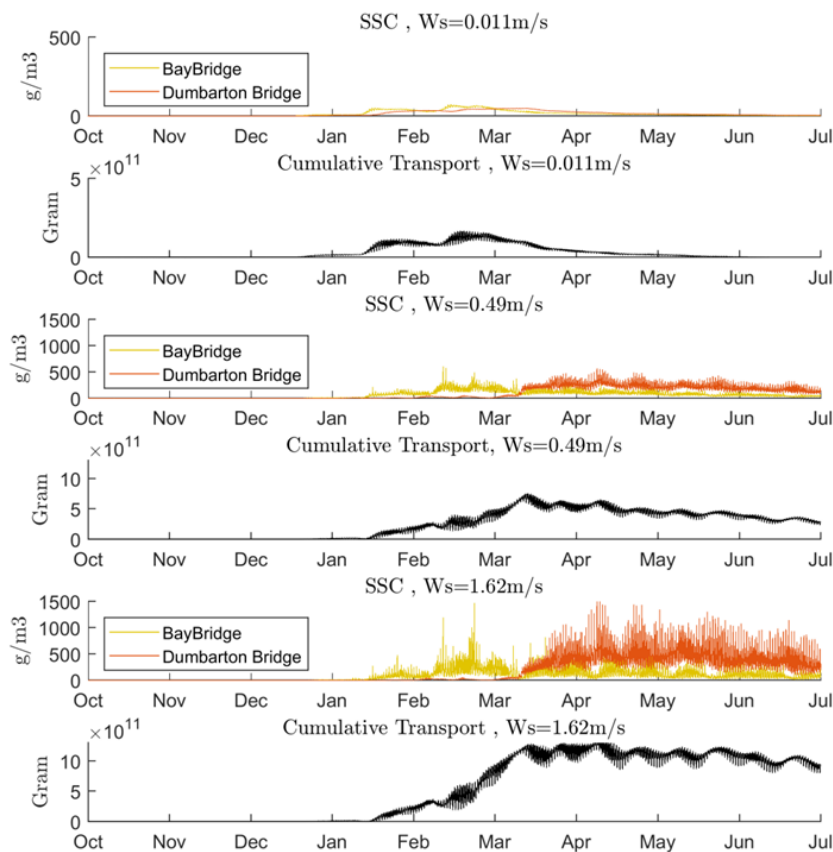 SSC , Ws=0.011m/s
500
g/m3
BayBridge
Dumbarton Bridge
0
Oct Nov Dec Jan Feb Mar Apr May Jun Jul
×10^11
Cumulative Transport , Ws=0.011m/s
5
Gram
0
Oct Nov Dec Jan Feb Mar Apr May Jun Jul
SSC , Ws=0.49m/s
1500
1000
g/m3
500
BayBridge
Dumbarton Bridge
0
Oct Nov Dec Jan Feb Mar Apr May Jun Jul
×10^11
Cumulative Transport, Ws=0.49m/s
10
Gram
5
0
Oct Nov Dec Jan Feb Mar Apr May Jun Jul
SSC , Ws=1.62m/s
1500
1000
g/m3
500
BayBridge
Dumbarton Bridge
0
Oct Nov Dec Jan Feb Mar Apr May Jun Jul
×10^11
Cumulative Transport , Ws=1.62m/s
10
Gram
5
0
Oct Nov Dec Jan Feb Mar Apr May Jun Jul